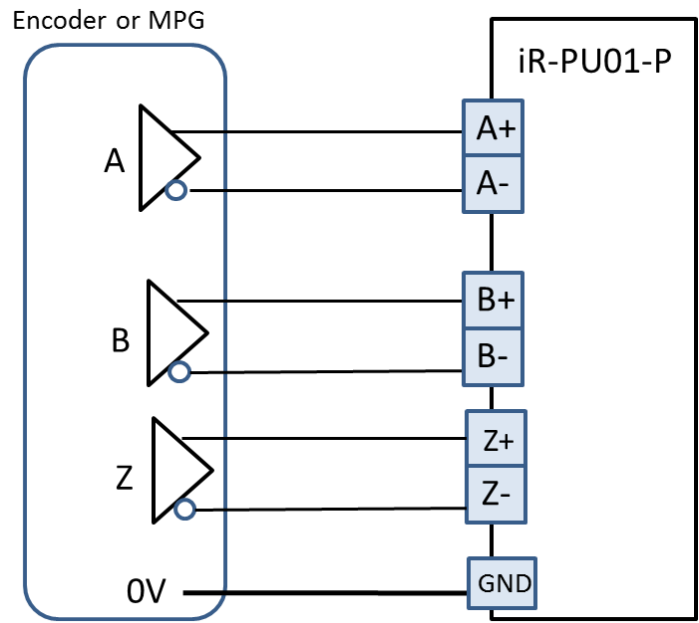 Encoder or MPG
iR-PU01-P
A
A+
A-
B
B+
B-
Z
Z+
Z-
0V
GND